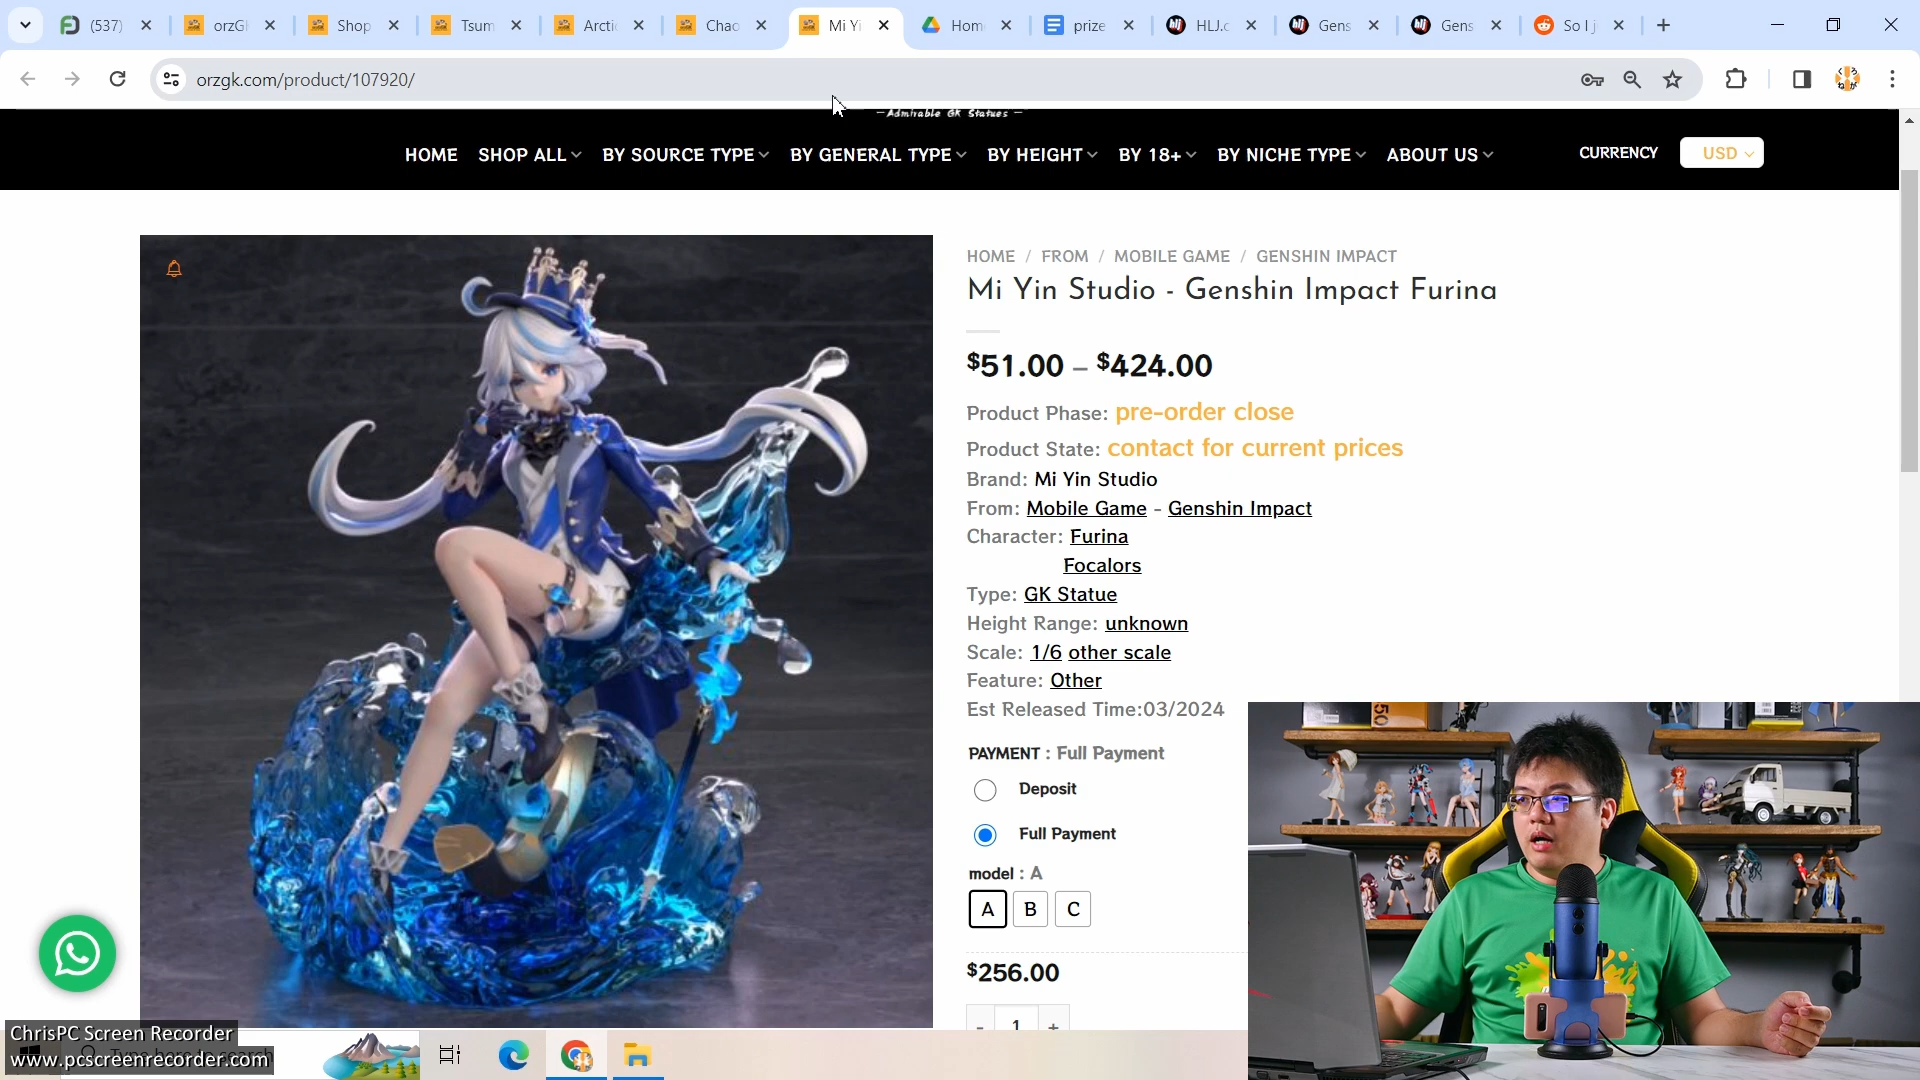 (537)
orzG
Shop
Tsum
Arctic
Chao
Mi Yi
Hom
prize
HLJ.c
Gens
Gens
So I j
orzgk.com/product/107920/
—Admirable GK Statues—
HOME
SHOP ALL
BY SOURCE TYPE
BY GENERAL TYPE
BY HEIGHT
BY 18+
BY NICHE TYPE
ABOUT US
CURRENCY
USD
HOME / FROM / MOBILE GAME / GENSHIN IMPACT
Mi Yin Studio - Genshin Impact Furina
$51.00 – $424.00
Product Phase: pre-order close
Product State: contact for current prices
Brand: Mi Yin Studio
From: Mobile Game - Genshin Impact
Character: Furina
Focalors
Type: GK Statue
Height Range: unknown
Scale: 1/6 other scale
Feature: Other
Est Released Time:03/2024
PAYMENT : Full Payment
Deposit
Full Payment
model : A
A B C
$256.00
- 1 +
ChrisPC Screen Recorder
www.pcscreenrecorder.com